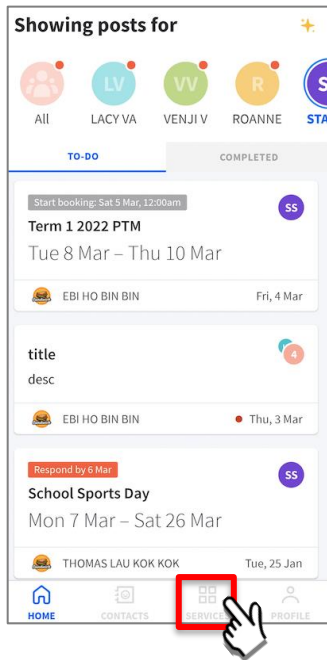 Showing posts for
LV
VV
R
S
All
LACY VA
VENJI V
ROANNE
STA
TO-DO
COMPLETED
Start booking: Sat 5 Mar, 12:00am
SS
Term 1 2022 PTM
Tue 8 Mar – Thu 10 Mar
EBI HO BIN BIN
Fri, 4 Mar
title
4
desc
EBI HO BIN BIN
Thu, 3 Mar
Respond by 6 Mar
SS
School Sports Day
Mon 7 Mar – Sat 26 Mar
THOMAS LAU KOK KOK
Tue, 25 Jan
HOME
CONTACTS
SERVICES
PROFILE